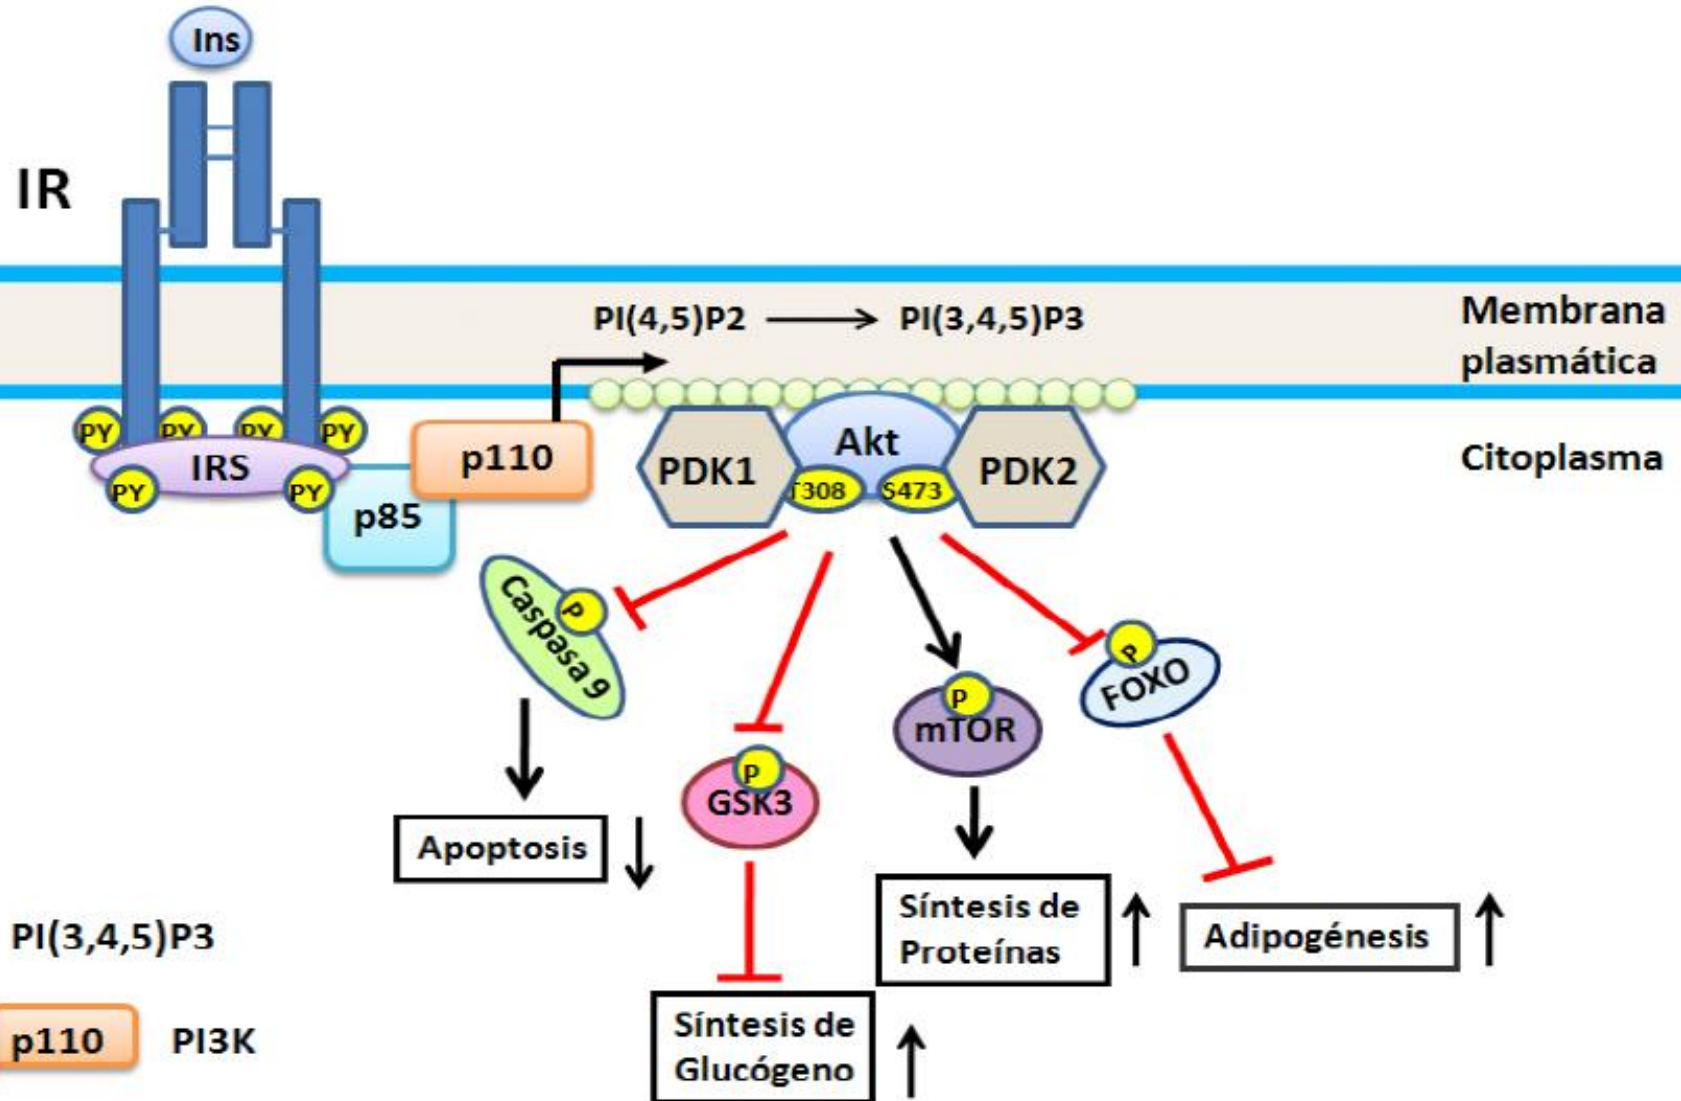 Ins
IR
PI(4,5)P2
PI(3,4,5)P3
Membrana
plasmática
PY
PY
PY
PY
IRS
PY
PY
p110
p85
PDK1
Akt
T308
S473
PDK2
Citoplasma
P
Caspasa 9
P
FOXO
P
mTOR
P
GSK3
Apoptosis
Síntesis de
Proteínas
Adipogénesis
PI(3,4,5)P3
Síntesis de
Glucógeno
p110
PI3K